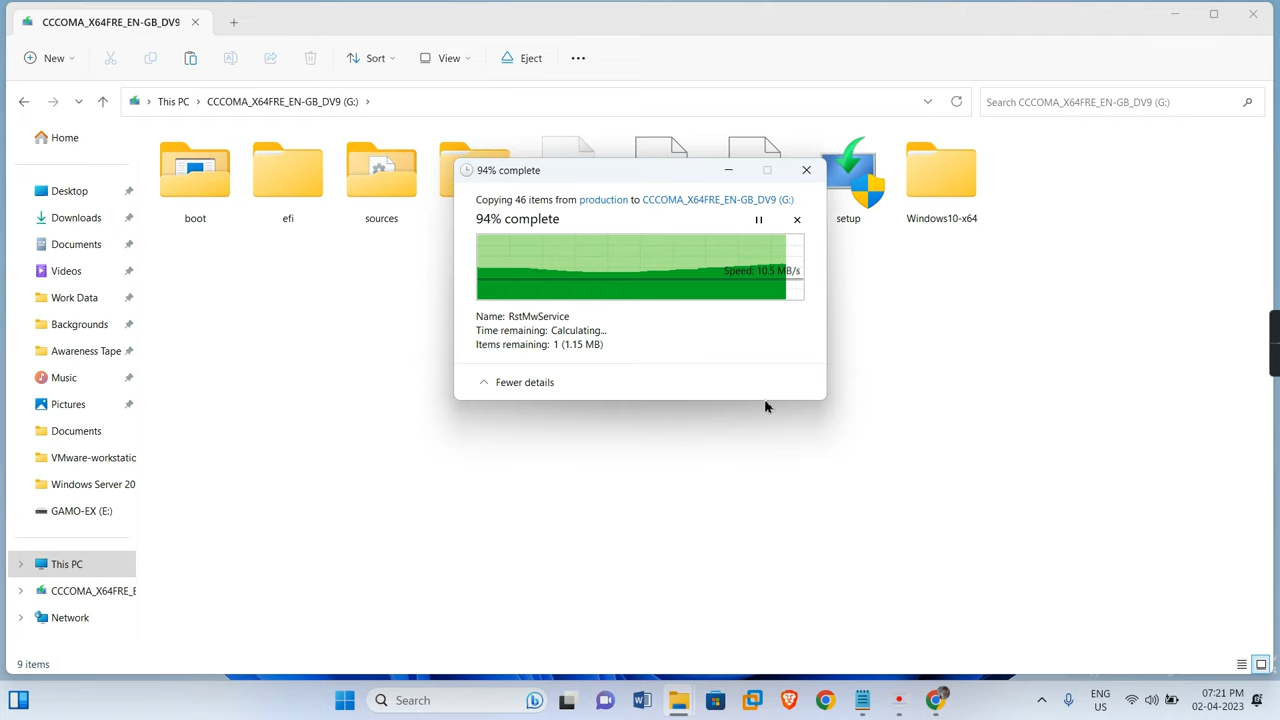 CCCOMA_X64FRE_EN-GB_DV9
New
Sort
View
Eject
This PC
CCCOMA_X64FRE_EN-GB_DV9 (G:)
Search CCCOMA_X64FRE_EN-GB_DV9 (G:)
Home
Desktop
Downloads
Documents
Videos
Work Data
Backgrounds
Awareness Tape
Music
Pictures
Documents
VMware-workstatic
Windows Server 20
GAMO-EX (E:)
This PC
CCCOMA_X64FRE_E
Network
boot
efi
sources
setup
Windows10-x64
94% complete
Copying 46 items from production to CCCOMA_X64FRE_EN-GB_DV9 (G:)
94% complete
Speed: 10.5 MB/s
Name: RstMwService
Time remaining: Calculating...
Items remaining: 1 (1.15 MB)
Fewer details
9 items
Search
ENG
US
07:21 PM
02-04-2023